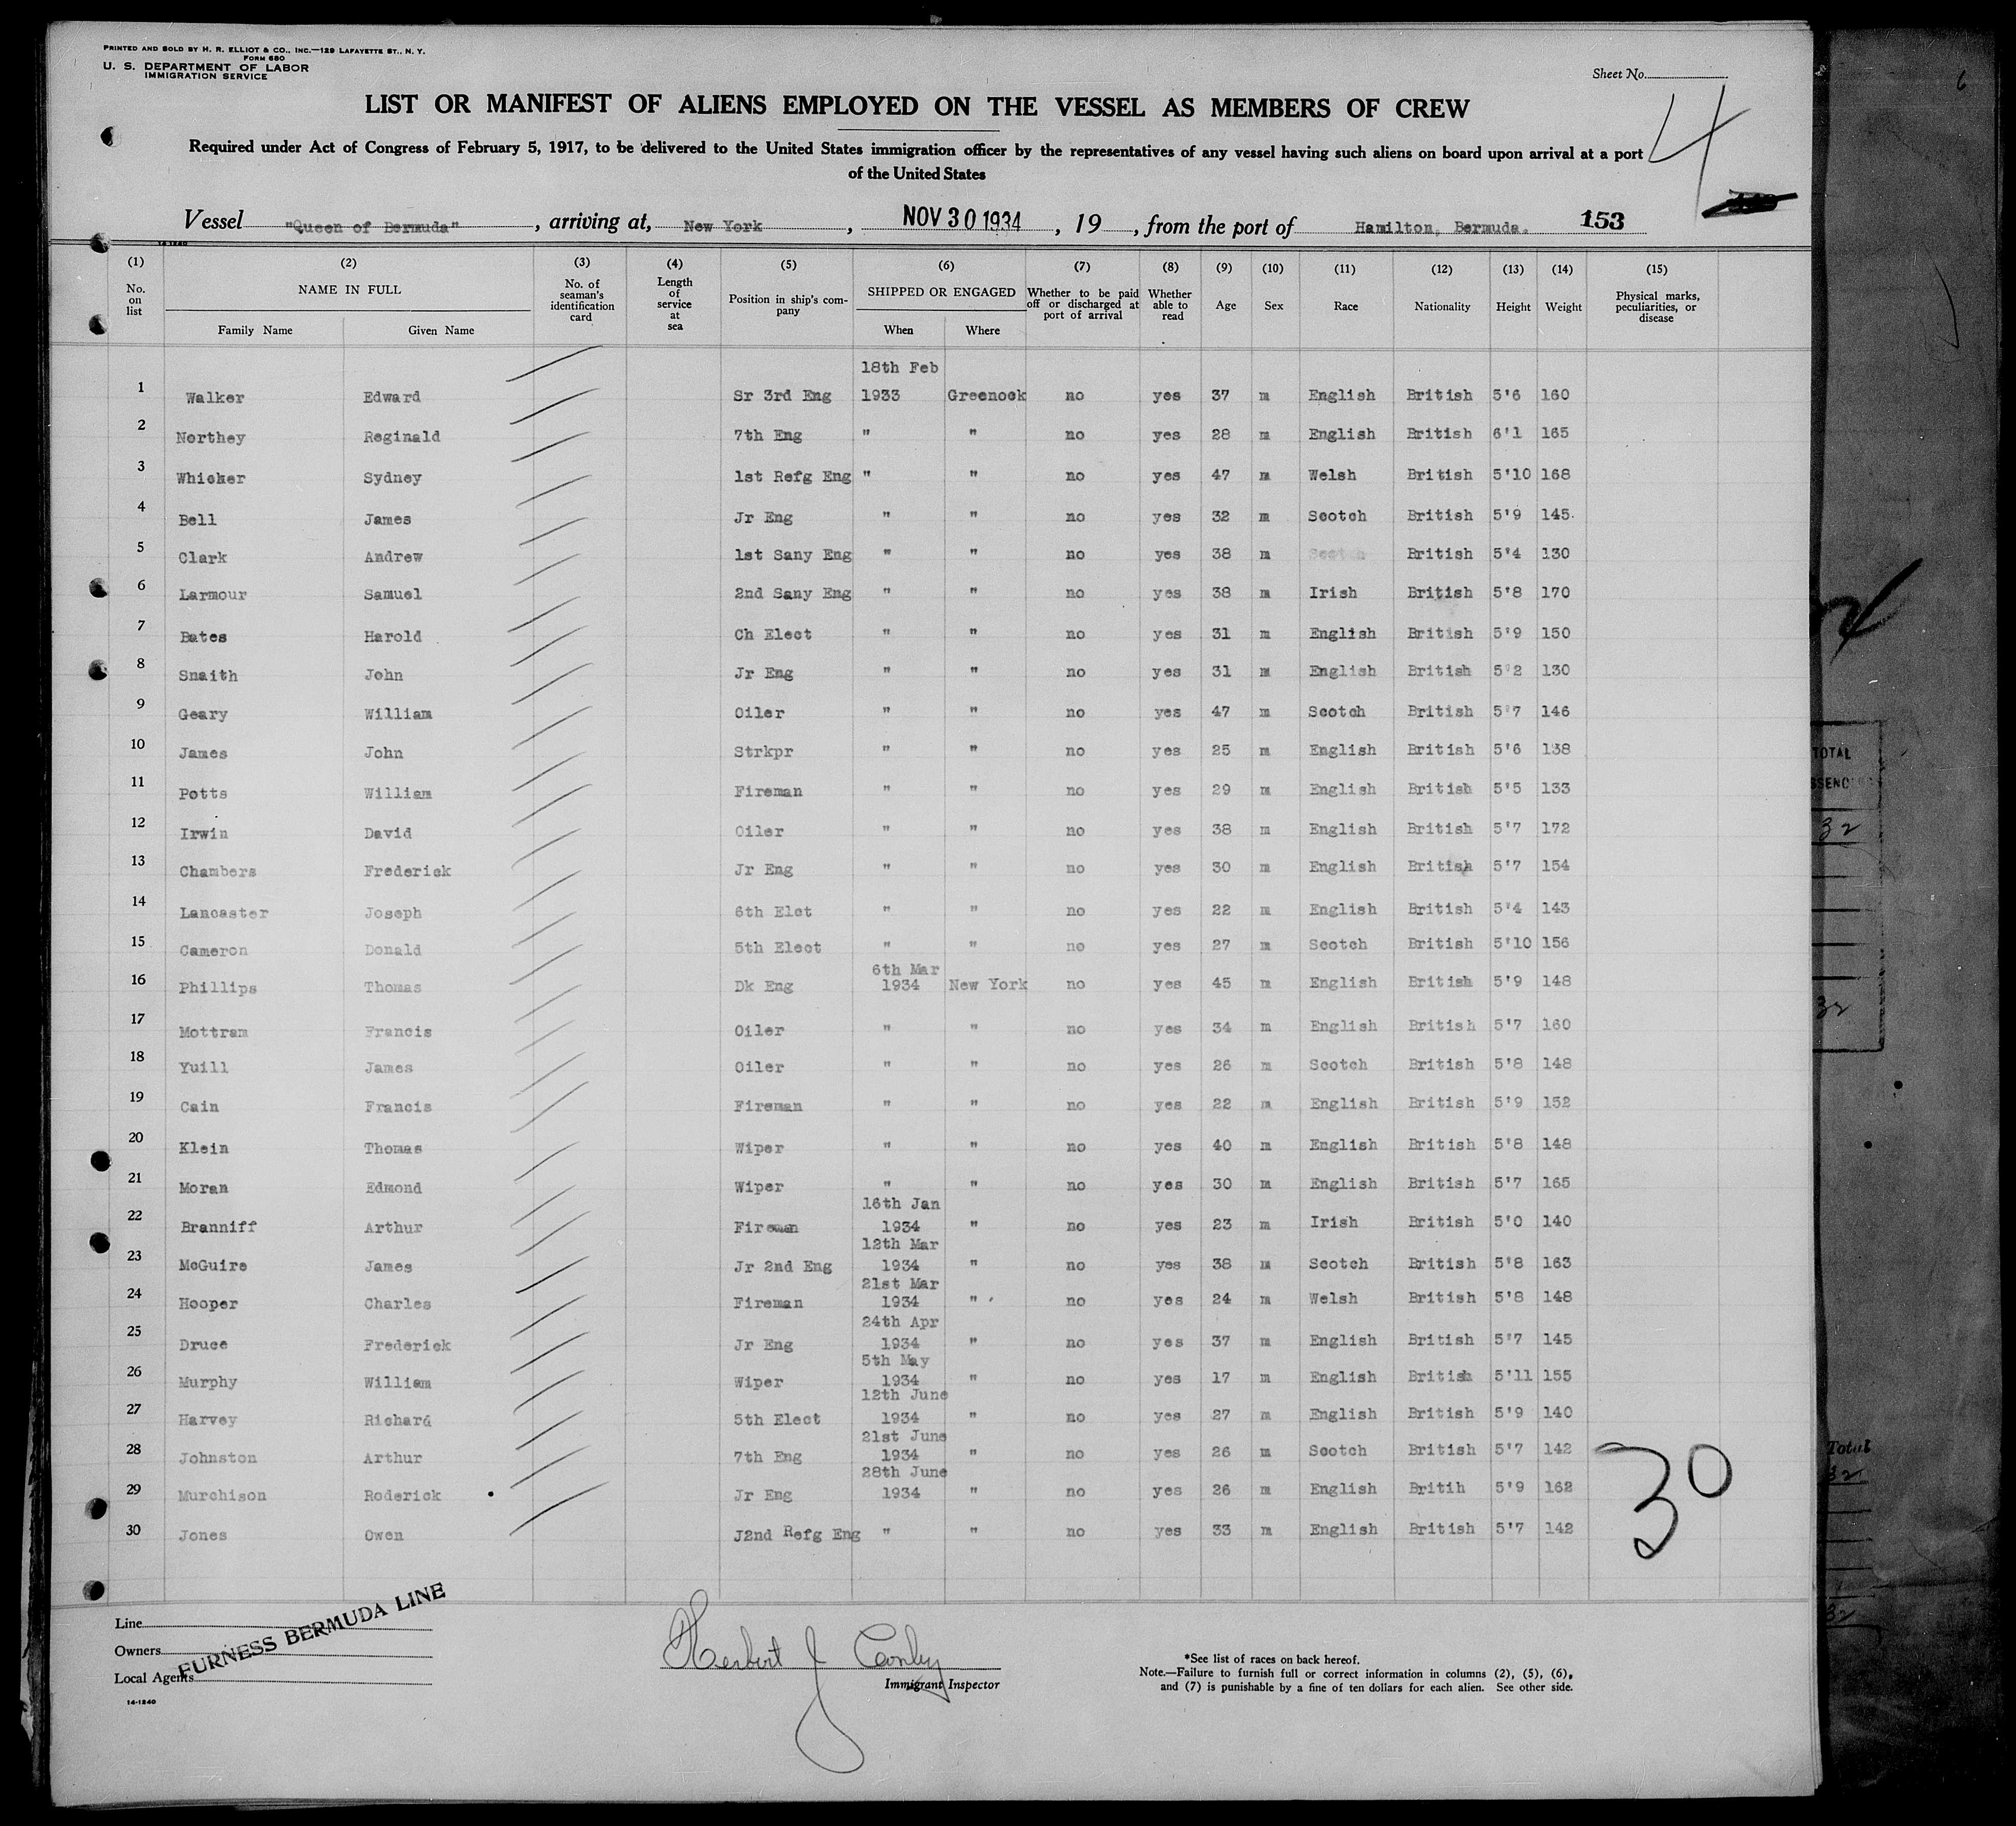 PRINTED AND SOLD BY H. R. ELLIOT & CO., INC.—129 LAFAYETTE ST., N. Y.
FORM 680
U. S. DEPARTMENT OF LABOR
IMMIGRATION SERVICE
Sheet No.
4
LIST OR MANIFEST OF ALIENS EMPLOYED ON THE VESSEL AS MEMBERS OF CREW
Required under Act of Congress of February 5, 1917, to be delivered to the United States immigration officer by the representatives of any vessel having such aliens on board upon arrival at a port
of the United States
Vessel "Queen of Bermuda", arriving at, New York, NOV 30 1934, 19, from the port of Hamilton, Bermuda. 153
14-1240
(1) (2) (3) (4) (5) (6) (7) (8) (9) (10) (11) (12) (13) (14) (15)
No. on list NAME IN FULL Family Name Given Name No. of seaman's identification card Length of service at sea Position in ship's company SHIPPED OR ENGAGED When Where Whether to be paid off or discharged at port of arrival Whether able to read Age Sex Race Nationality Height Weight Physical marks, peculiarities, or disease
18th Feb
1 Walker Edward Sr 3rd Eng 1933 Greenock no yes 37 m English British 5'6 160
2 Northey Reginald 7th Eng " " no yes 28 m English British 6'1 165
3 Whicker Sydney 1st Refg Eng " " no yes 47 m Welsh British 5'10 168
4 Bell James Jr Eng " " no yes 32 m Scotch British 5'9 145
5 Clark Andrew 1st Sany Eng " " no yes 38 m Scotch British 5'4 130
6 Larmour Samuel 2nd Sany Eng " " no yes 38 m Irish British 5'8 170
7 Bates Harold Ch Elect " " no yes 31 m English British 5'9 150
8 Snaith John Jr Eng " " no yes 31 m English British 5'2 130
9 Geary William Oiler " " no yes 47 m Scotch British 5'7 146
10 James John Strkpr " " no yes 25 m English British 5'6 138
11 Potts William Fireman " " no yes 29 m English British 5'5 133
12 Irwin David Oiler " " no yes 38 m English British 5'7 172
13 Chambers Frederick Jr Eng " " no yes 30 m English British 5'7 154
14 Lancaster Joseph 6th Elct " " no yes 22 m English British 5'4 143
15 Cameron Donald 5th Elect " " no yes 27 m Scotch British 5'10 156
6th Mar
16 Phillips Thomas Dk Eng 1934 New York no yes 45 m English British 5'9 148
17 Mottram Francis Oiler " " no yes 34 m English British 5'7 160
18 Yuill James Oiler " " no yes 26 m Scotch British 5'8 148
19 Cain Francis Fireman " " no yes 22 m English British 5'9 152
20 Klein Thomas Wiper " " no yes 40 m English British 5'8 148
21 Moran Edmond Wiper " " no yes 30 m English British 5'7 165
16th Jan
22 Branniff Arthur Fireman 1934 " no yes 23 m Irish British 5'0 140
12th Mar
23 McGuire James Jr 2nd Eng 1934 " no yes 38 m Scotch British 5'8 163
21st Mar
24 Hooper Charles Fireman 1934 " no yes 24 m Welsh British 5'8 148
24th Apr
25 Druce Frederick Jr Eng 1934 " no yes 37 m English British 5'7 145
5th May
26 Murphy William Wiper 1934 " no yes 17 m English British 5'11 155
12th June
27 Harvey Richard 5th Elect 1934 " no yes 27 m English British 5'9 140
21st June
28 Johnston Arthur 7th Eng 1934 " no yes 26 m Scotch British 5'7 142
28th June
29 Murchison Roderick Jr Eng 1934 " no yes 26 m English Britih 5'9 162
30 Jones Owen J2nd Refg Eng " " no yes 33 m English British 5'7 142
30
Line
Owners
Local Agents
FURNESS BERMUDA LINE
14-1240
Herbert J Conley
Immigrant Inspector
*See list of races on back hereof.
Note.—Failure to furnish full or correct information in columns (2), (5), (6), and (7) is punishable by a fine of ten dollars for each alien. See other side.
TOTAL
32
32
Total
32
32